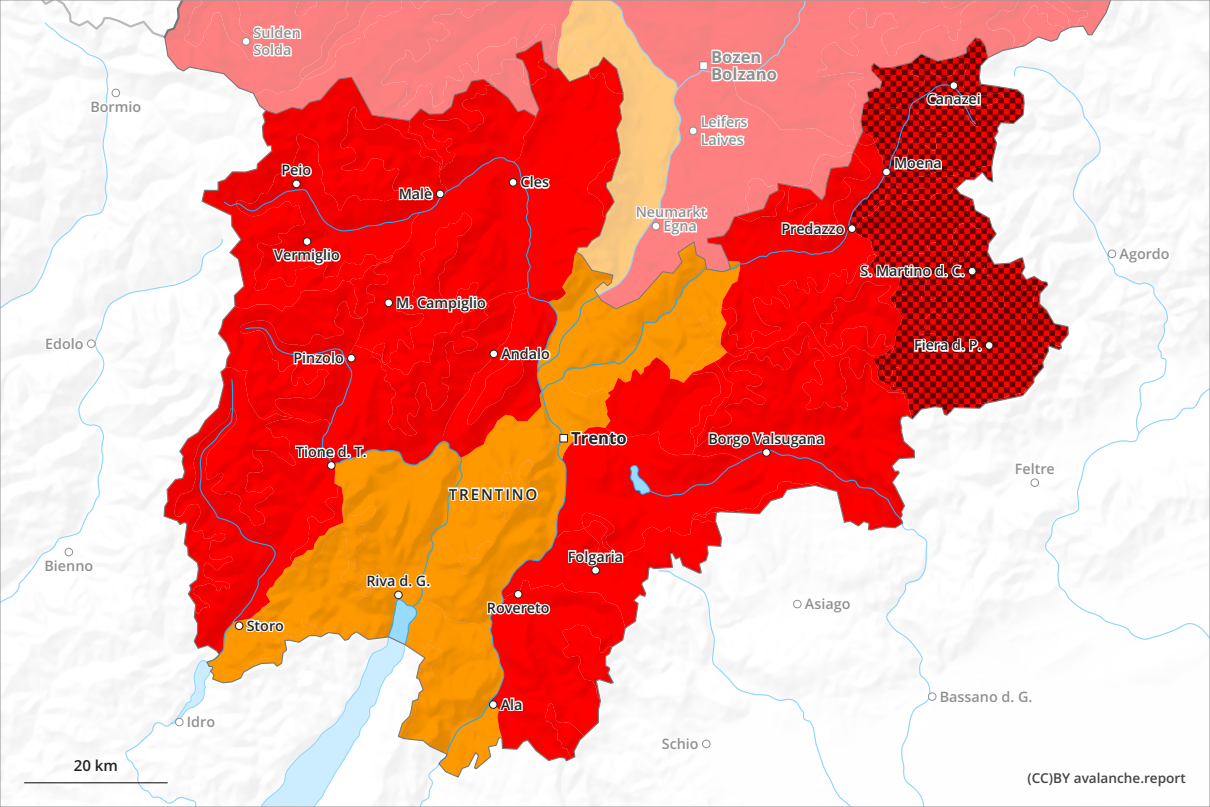 Sulden
Solda
Bozen
Bolzano
Bormio
Canazei
Leifers
Laives
Moena
Peio
Malè
Cles
Neumarkt
Egna
Predazzo
Vermiglio
Agordo
S. Martino d. C.
M. Campiglio
Edolo
Pinzolo
Andalo
Fiera d. P.
Trento
Borgo Valsugana
Tione d. T.
Feltre
TRENTINO
Bienno
Folgaria
Riva d. G.
Rovereto
Asiago
Storo
Ala
Bassano d. G.
Idro
Schio
20 km
(CC)BY avalanche.report